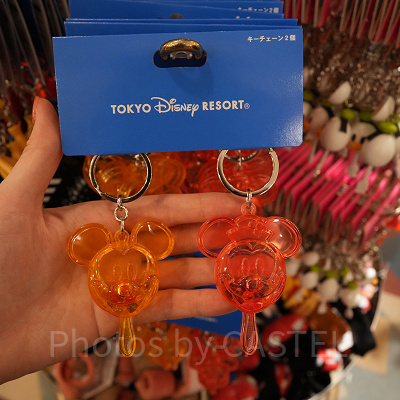 キーチェーン2個
TOKYO Disney RESORT®
Photos by CASTEL